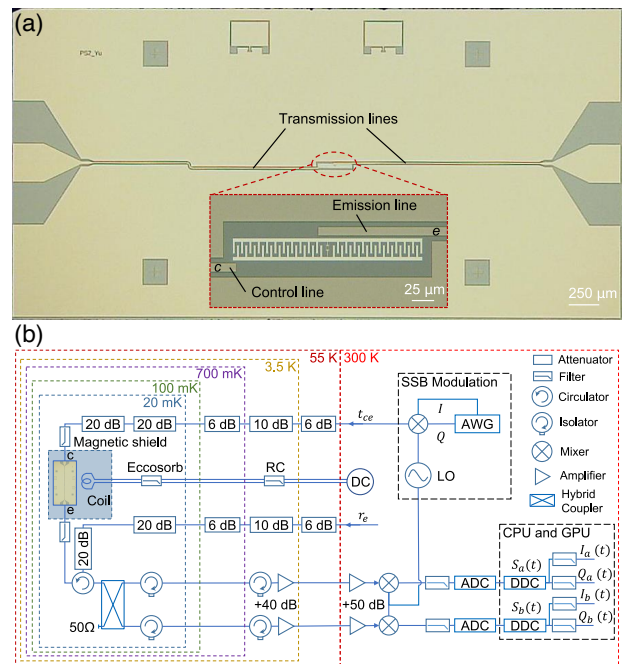 (a)
PS7_Yu
Transmission lines
Emission line
e
c
Control line
25 μm
250 μm
(b)
55 K 300 K
3.5 K
700 mK
100 mK
20 mK
SSB Modulation
Attenuator
Filter
Circulator
Isolator
Mixer
Amplifier
Hybrid Coupler
20 dB 20 dB 6 dB 10 dB 6 dB
t_ce
I
Q
AWG
LO
Magnetic shield
c
Coil
e
Eccosorb
RC
DC
20 dB 6 dB 10 dB 6 dB
r_e
20 dB
50Ω
+40 dB
+50 dB
CPU and GPU
ADC
S_a(t)
DDC
I_a (t)
Q_a (t)
ADC
S_b(t)
DDC
I_b (t)
Q_b (t)